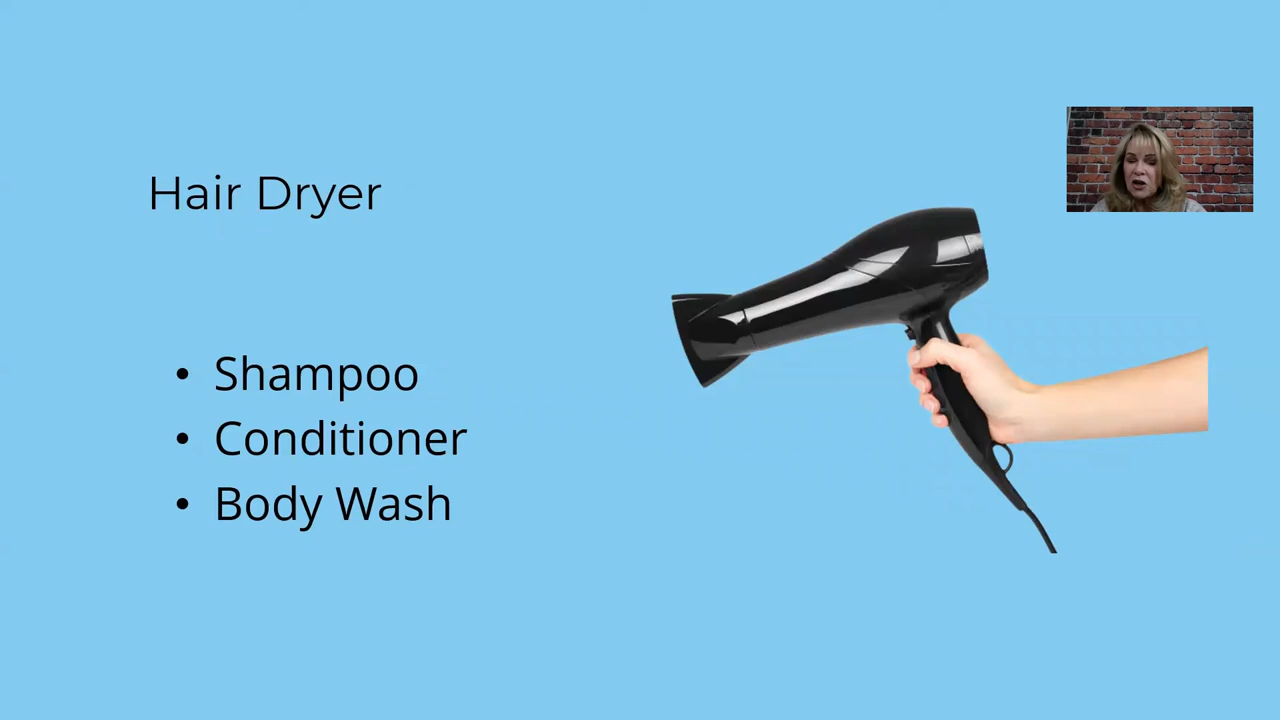 Hair Dryer
• Shampoo
• Conditioner
• Body Wash